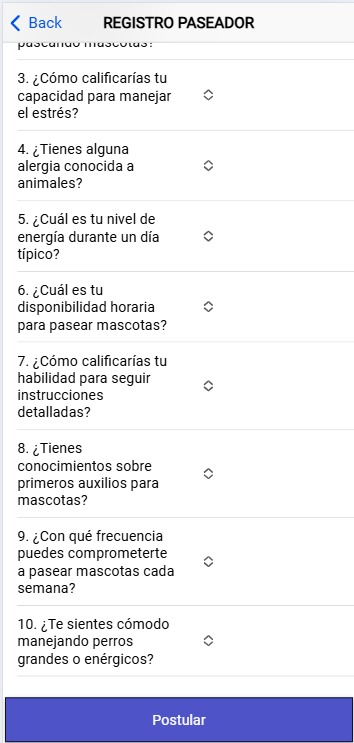 Back
REGISTRO PASEADOR
paseando mascotas?
3. ¿Cómo calificarías tu
capacidad para manejar
el estrés?
4. ¿Tienes alguna
alergia conocida a
animales?
5. ¿Cuál es tu nivel de
energía durante un día
típico?
6. ¿Cuál es tu
disponibilidad horaria
para pasear mascotas?
7. ¿Cómo calificarías tu
habilidad para seguir
instrucciones
detalladas?
8. ¿Tienes
conocimientos sobre
primeros auxilios para
mascotas?
9. ¿Con qué frecuencia
puedes comprometerte
a pasear mascotas cada
semana?
10. ¿Te sientes cómodo
manejando perros
grandes o enérgicos?
Postular